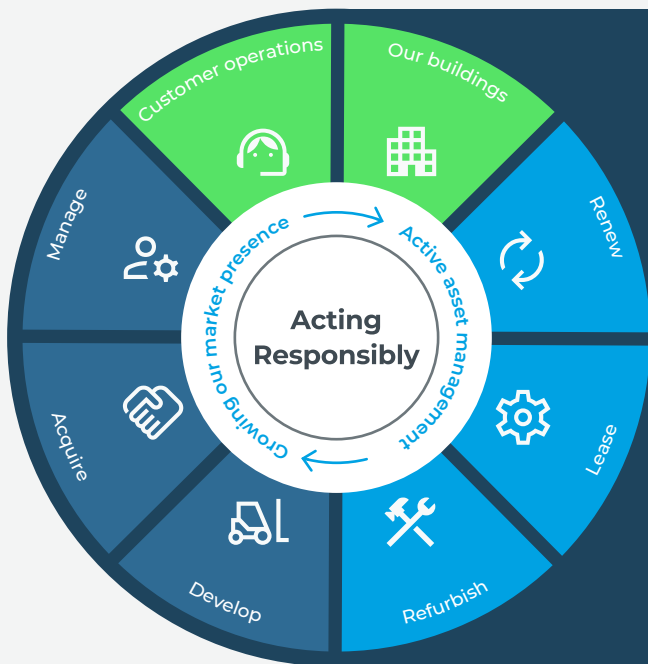 Customer operations
Our buildings
Renew
Lease
Refurbish
Develop
Acquire
Manage
Active asset management
Growing our market presence
Acting
Responsibly